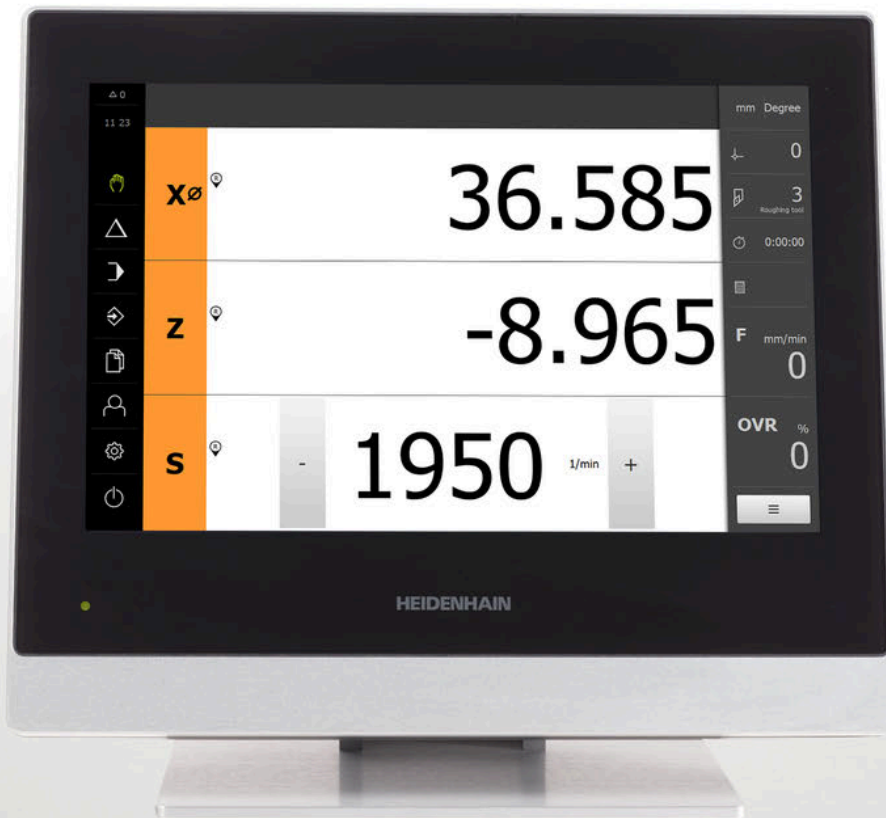 0
11 23
mm Degree
X⌀ R 36.585
0
3
Roughing tool
0:00:00
Z R -8.965
F mm/min
0
S R - 1950 1/min +
OVR %
0
HEIDENHAIN